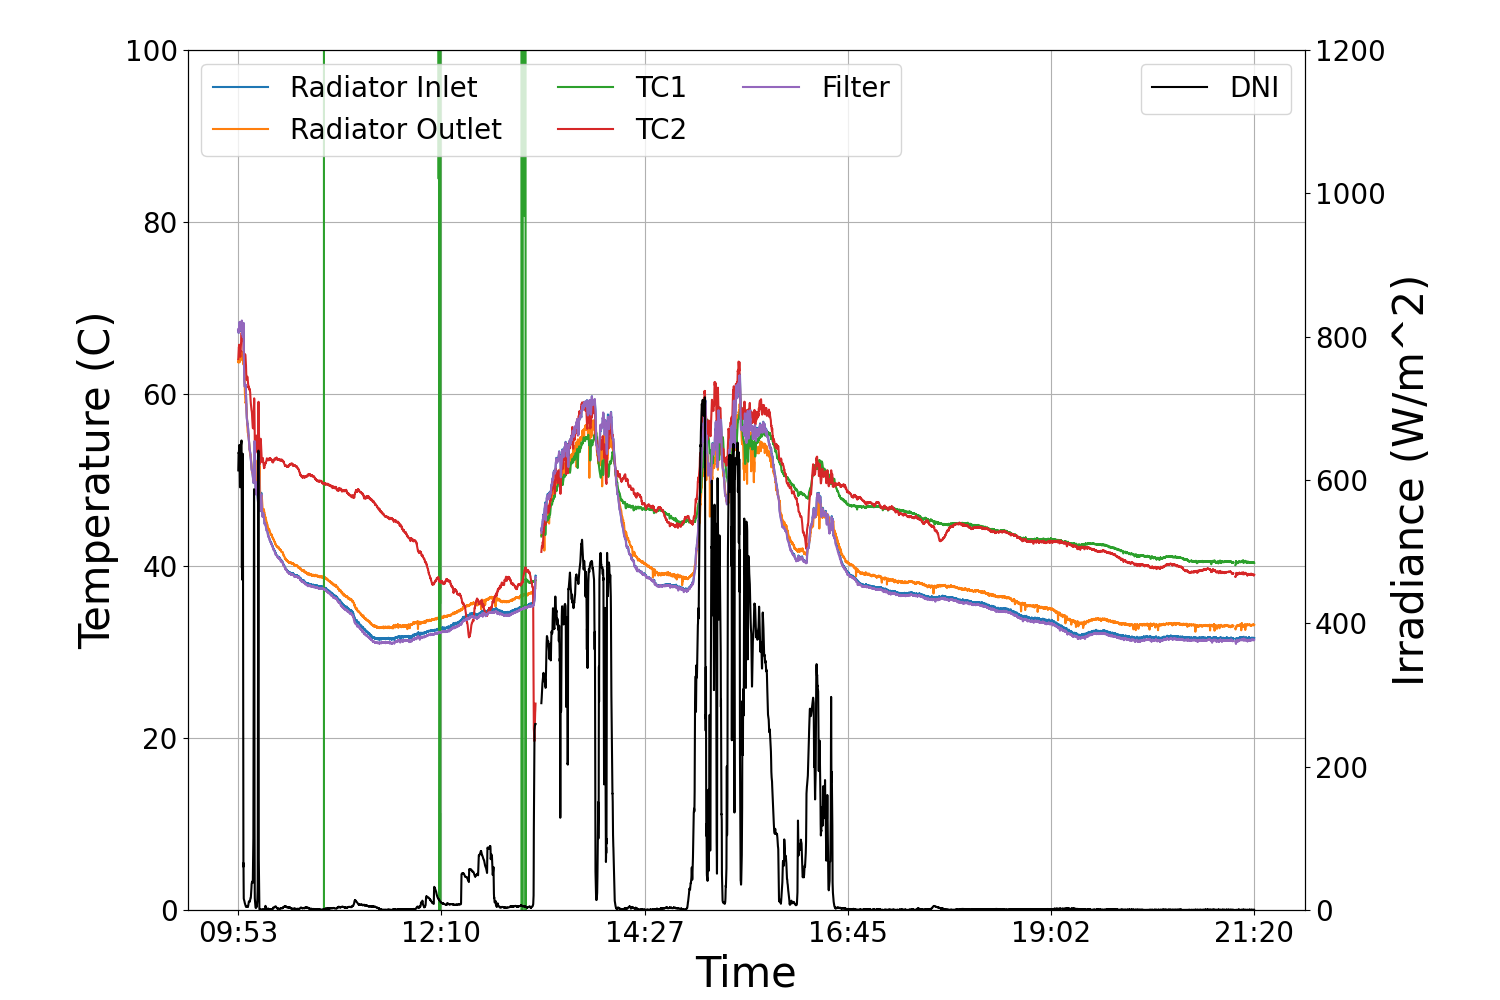 Radiator Inlet
Radiator Outlet
TC1
TC2
Filter
DNI
100
80
60
40
20
0
Temperature (C)
1200
1000
800
600
400
200
0
Irradiance (W/m^2)
09:53 12:10 14:27 16:45 19:02 21:20
Time